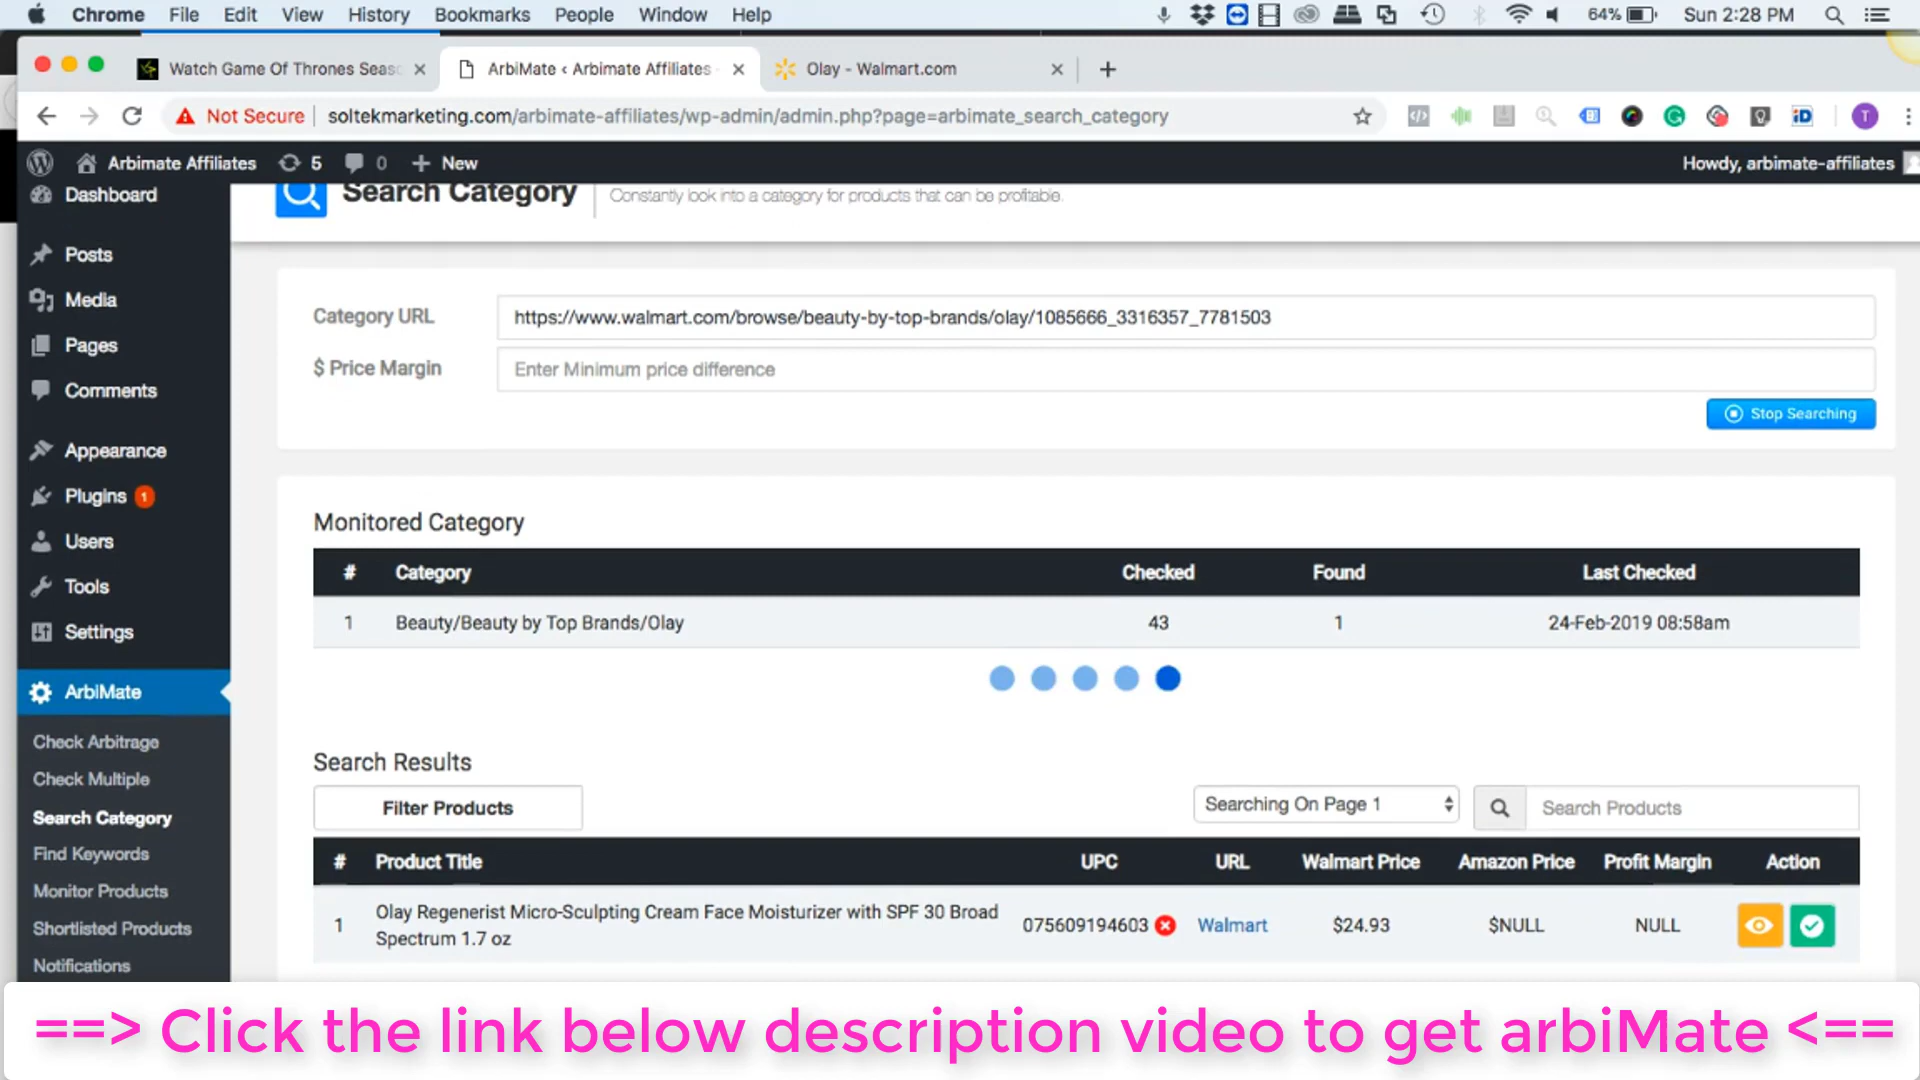 Chrome File Edit View History Bookmarks People Window Help 64% Sun 2:28 PM
Watch Game Of Thrones Seas ArbiMate ‹ Arbimate Affiliates Olay - Walmart.com
Not Secure soltekmarketing.com/arbimate-affiliates/wp-admin/admin.php?page=arbimate_search_category T
Arbimate Affiliates 5 0 New Howdy, arbimate-affiliates
Dashboard
Posts
Media
Pages
Comments
Appearance
Plugins 1
Users
Tools
Settings
ArbiMate
Check Arbitrage
Check Multiple
Search Category
Find Keywords
Monitor Products
Shortlisted Products
Notifications
Search Category Constantly look into a category for products that can be profitable.
Category URL https://www.walmart.com/browse/beauty-by-top-brands/olay/1085666_3316357_7781503
$ Price Margin Enter Minimum price difference
Stop Searching
Monitored Category
# Category Checked Found Last Checked
1 Beauty/Beauty by Top Brands/Olay 43 1 24-Feb-2019 08:58am
Search Results
Filter Products Searching On Page 1 Search Products
# Product Title UPC URL Walmart Price Amazon Price Profit Margin Action
1 Olay Regenerist Micro-Sculpting Cream Face Moisturizer with SPF 30 Broad
Spectrum 1.7 oz 075609194603 Walmart $24.93 $NULL NULL
==> Click the link below description video to get arbiMate <==